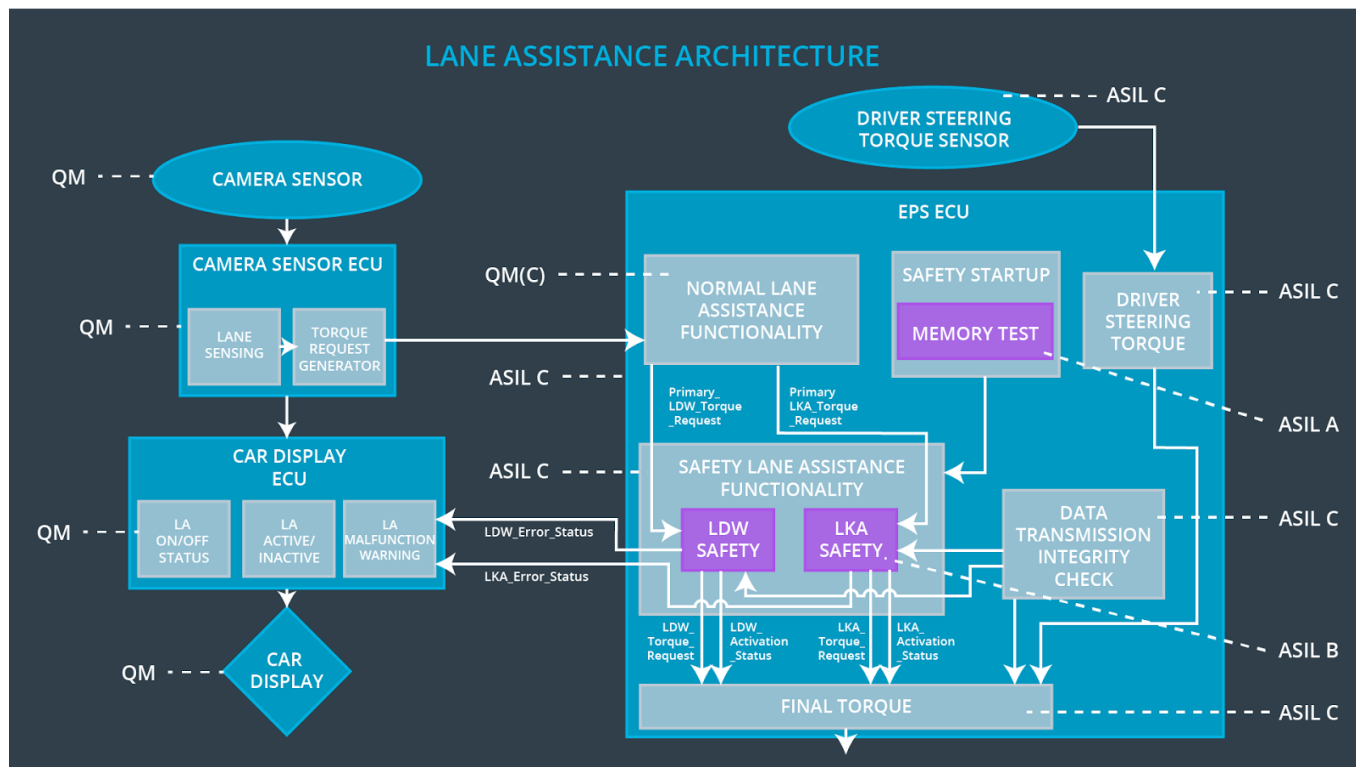 LANE ASSISTANCE ARCHITECTURE
ASIL C
DRIVER STEERING
TORQUE SENSOR
QM
CAMERA SENSOR
EPS ECU
CAMERA SENSOR ECU
QM
LANE
SENSING
TORQUE
REQUEST
GENERATOR
QM(C)
NORMAL LANE
ASSISTANCE
FUNCTIONALITY
SAFETY STARTUP
MEMORY TEST
DRIVER
STEERING
TORQUE
ASIL C
ASIL C
Primary_
LDW_Torque
_Request
Primary
LKA_Torque
_Request
ASIL A
CAR DISPLAY
ECU
QM
LA
ON/OFF
STATUS
LA
ACTIVE/
INACTIVE
LA
MALFUNCTION
WARNING
ASIL C
SAFETY LANE ASSISTANCE
FUNCTIONALITY
LDW
SAFETY
LKA
SAFETY
DATA
TRANSMISSION
INTEGRITY
CHECK
ASIL C
LDW_Error_Status
LKA_Error_Status
LDW_
Torque_
Request
LDW_
Activation
_Status
LKA_
Torque_
Request
LKA_
Activation
_Status
ASIL B
QM
CAR
DISPLAY
FINAL TORQUE
ASIL C